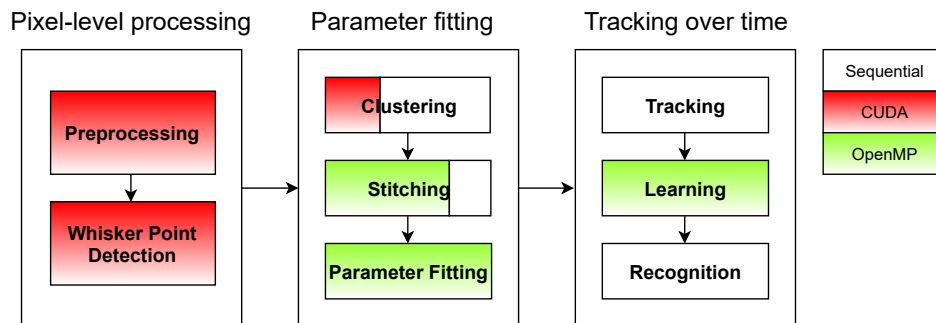 Pixel-level processing
Parameter fitting
Tracking over time
Preprocessing
Whisker Point
Detection
Clustering
Stitching
Parameter Fitting
Tracking
Learning
Recognition
Sequential
CUDA
OpenMP